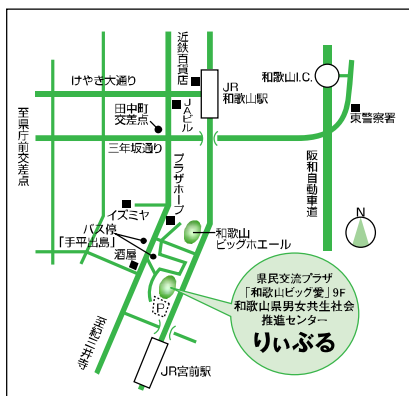 近鉄百貨店
けやき大通り
JR
和歌山駅
和歌山I.C.
JAビル
田中町
交差点
東警察署
至県庁前交差点
三年坂通り
阪和自動車道
プラザホープ
イズミヤ
バス停
「手平出島」
酒屋
和歌山
ビッグホエール
N
県民交流プラザ
「和歌山ビッグ愛」9F
和歌山県男女共生社会
推進センター
りぃぶる
P
至紀三井寺
JR宮前駅